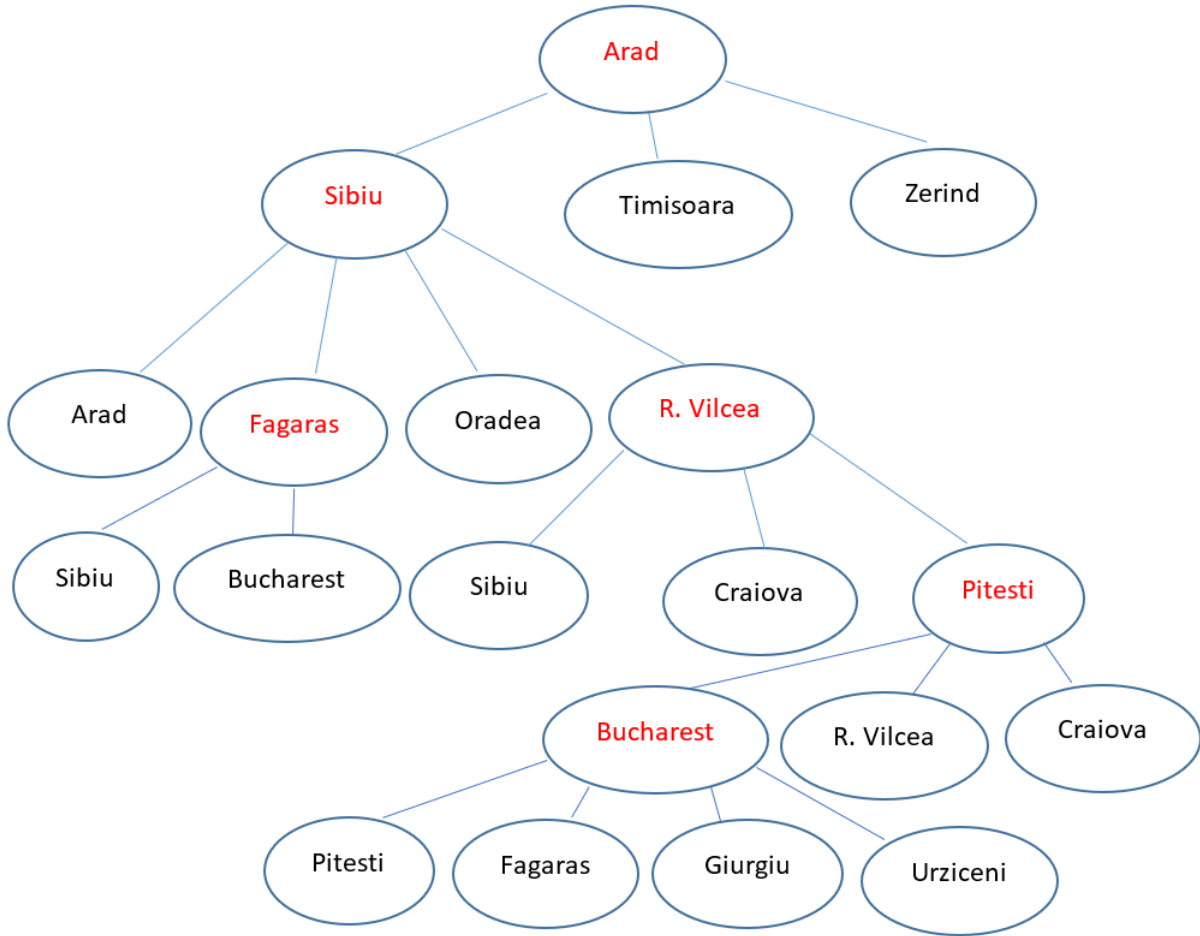 Arad
Sibiu
Timisoara
Zerind
Arad
Fagaras
Oradea
R. Vilcea
Sibiu
Bucharest
Sibiu
Craiova
Pitesti
Bucharest
R. Vilcea
Craiova
Pitesti
Fagaras
Giurgiu
Urziceni